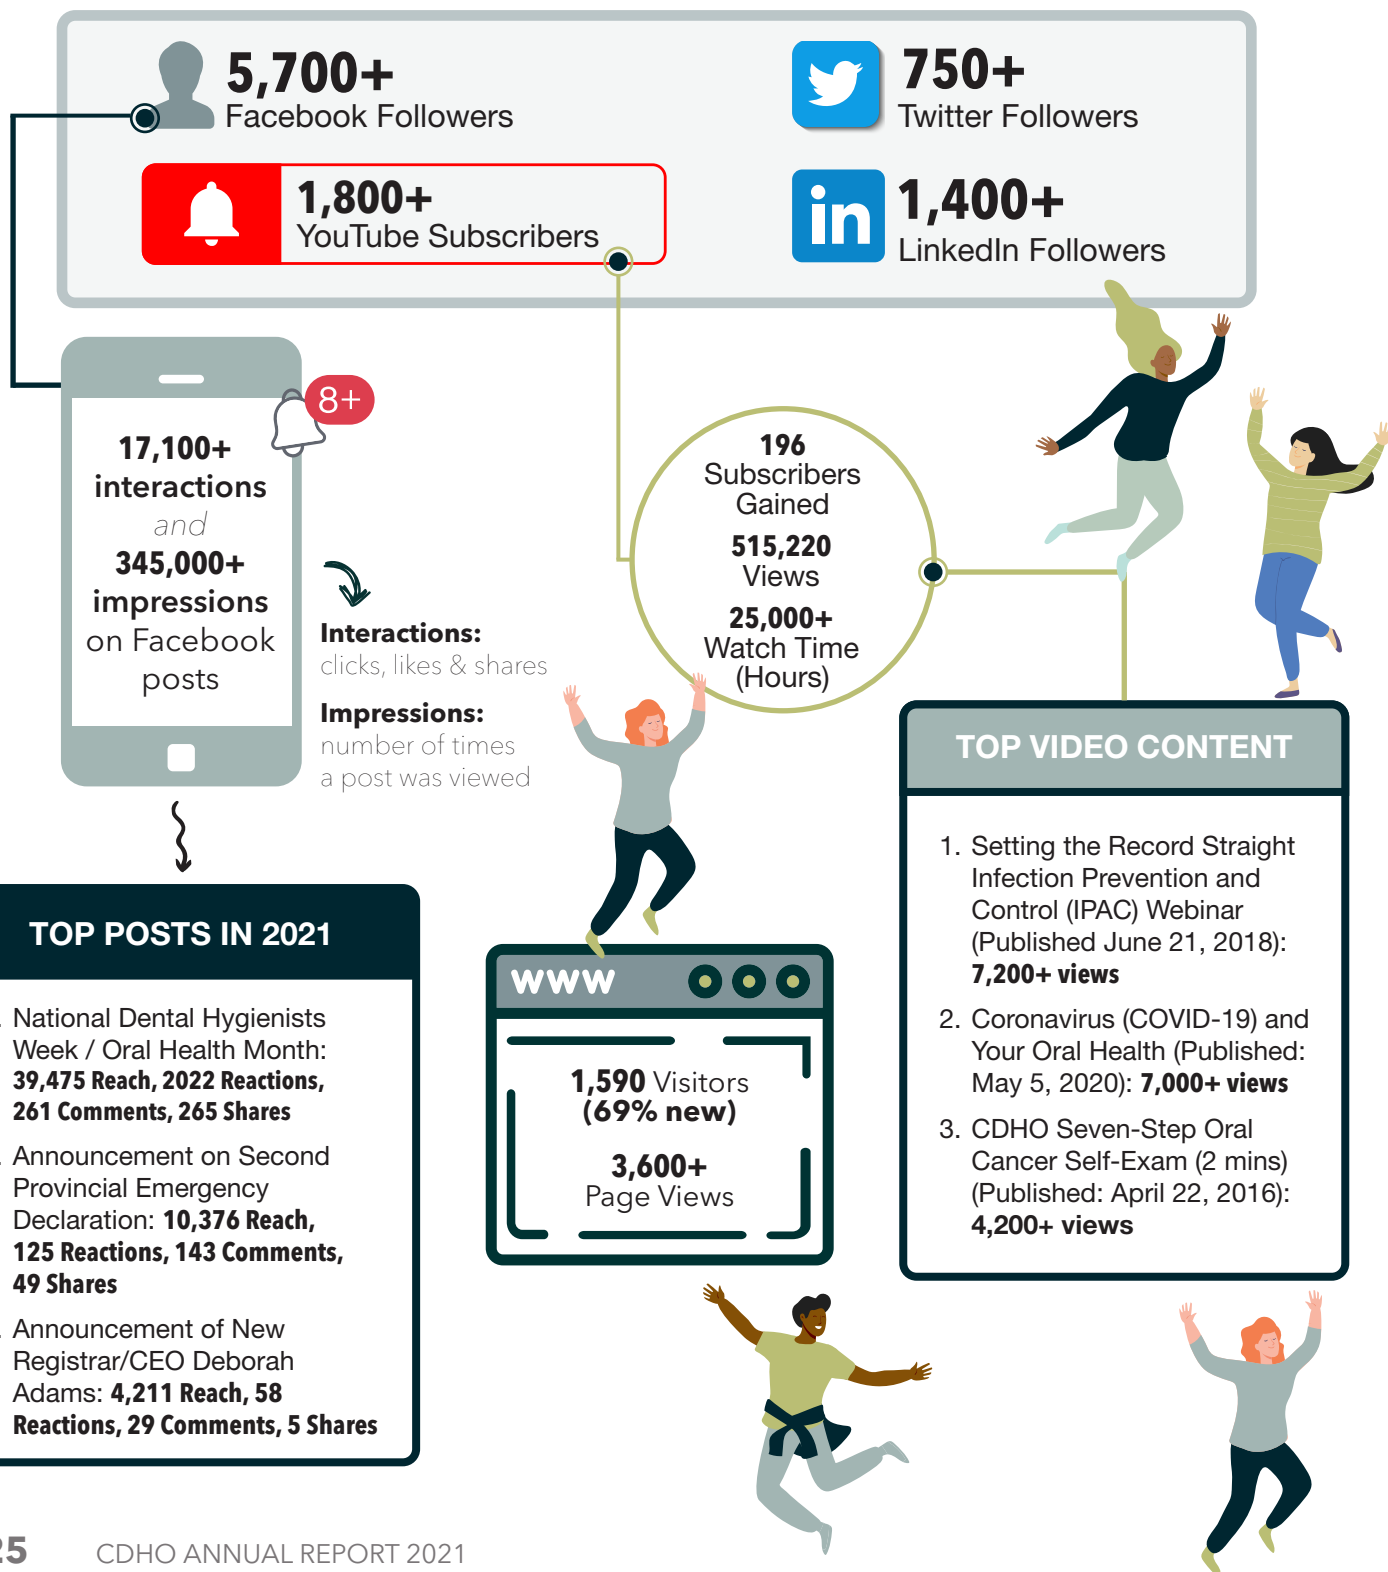 5,700+
Facebook Followers
750+
Twitter Followers
1,800+
YouTube Subscribers
in
1,400+
LinkedIn Followers
8+
17,100+
interactions
and
345,000+
impressions
on Facebook
posts
Interactions:
clicks, likes & shares
Impressions:
number of times
a post was viewed
196
Subscribers
Gained
515,220
Views
25,000+
Watch Time
(Hours)
TOP VIDEO CONTENT
1. Setting the Record Straight
Infection Prevention and
Control (IPAC) Webinar
(Published June 21, 2018):
7,200+ views
2. Coronavirus (COVID-19) and
Your Oral Health (Published:
May 5, 2020): 7,000+ views
3. CDHO Seven-Step Oral
Cancer Self-Exam (2 mins)
(Published: April 22, 2016):
4,200+ views
TOP POSTS IN 2021
National Dental Hygienists
Week / Oral Health Month:
39,475 Reach, 2022 Reactions,
261 Comments, 265 Shares
Announcement on Second
Provincial Emergency
Declaration: 10,376 Reach,
125 Reactions, 143 Comments,
49 Shares
Announcement of New
Registrar/CEO Deborah
Adams: 4,211 Reach, 58
Reactions, 29 Comments, 5 Shares
www
1,590 Visitors
(69% new)
3,600+
Page Views
25 CDHO ANNUAL REPORT 2021